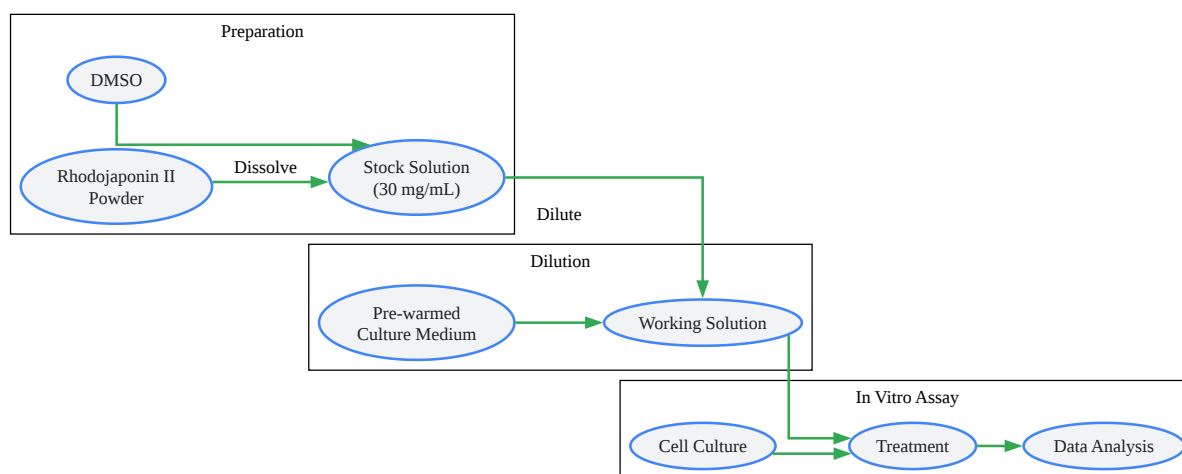 Preparation
DMSO
Rhodojaponin II
Powder
Dissolve
Stock Solution
(30 mg/mL)
Dilute
Dilution
Pre-warmed
Culture Medium
Working Solution
In Vitro Assay
Cell Culture
Treatment
Data Analysis